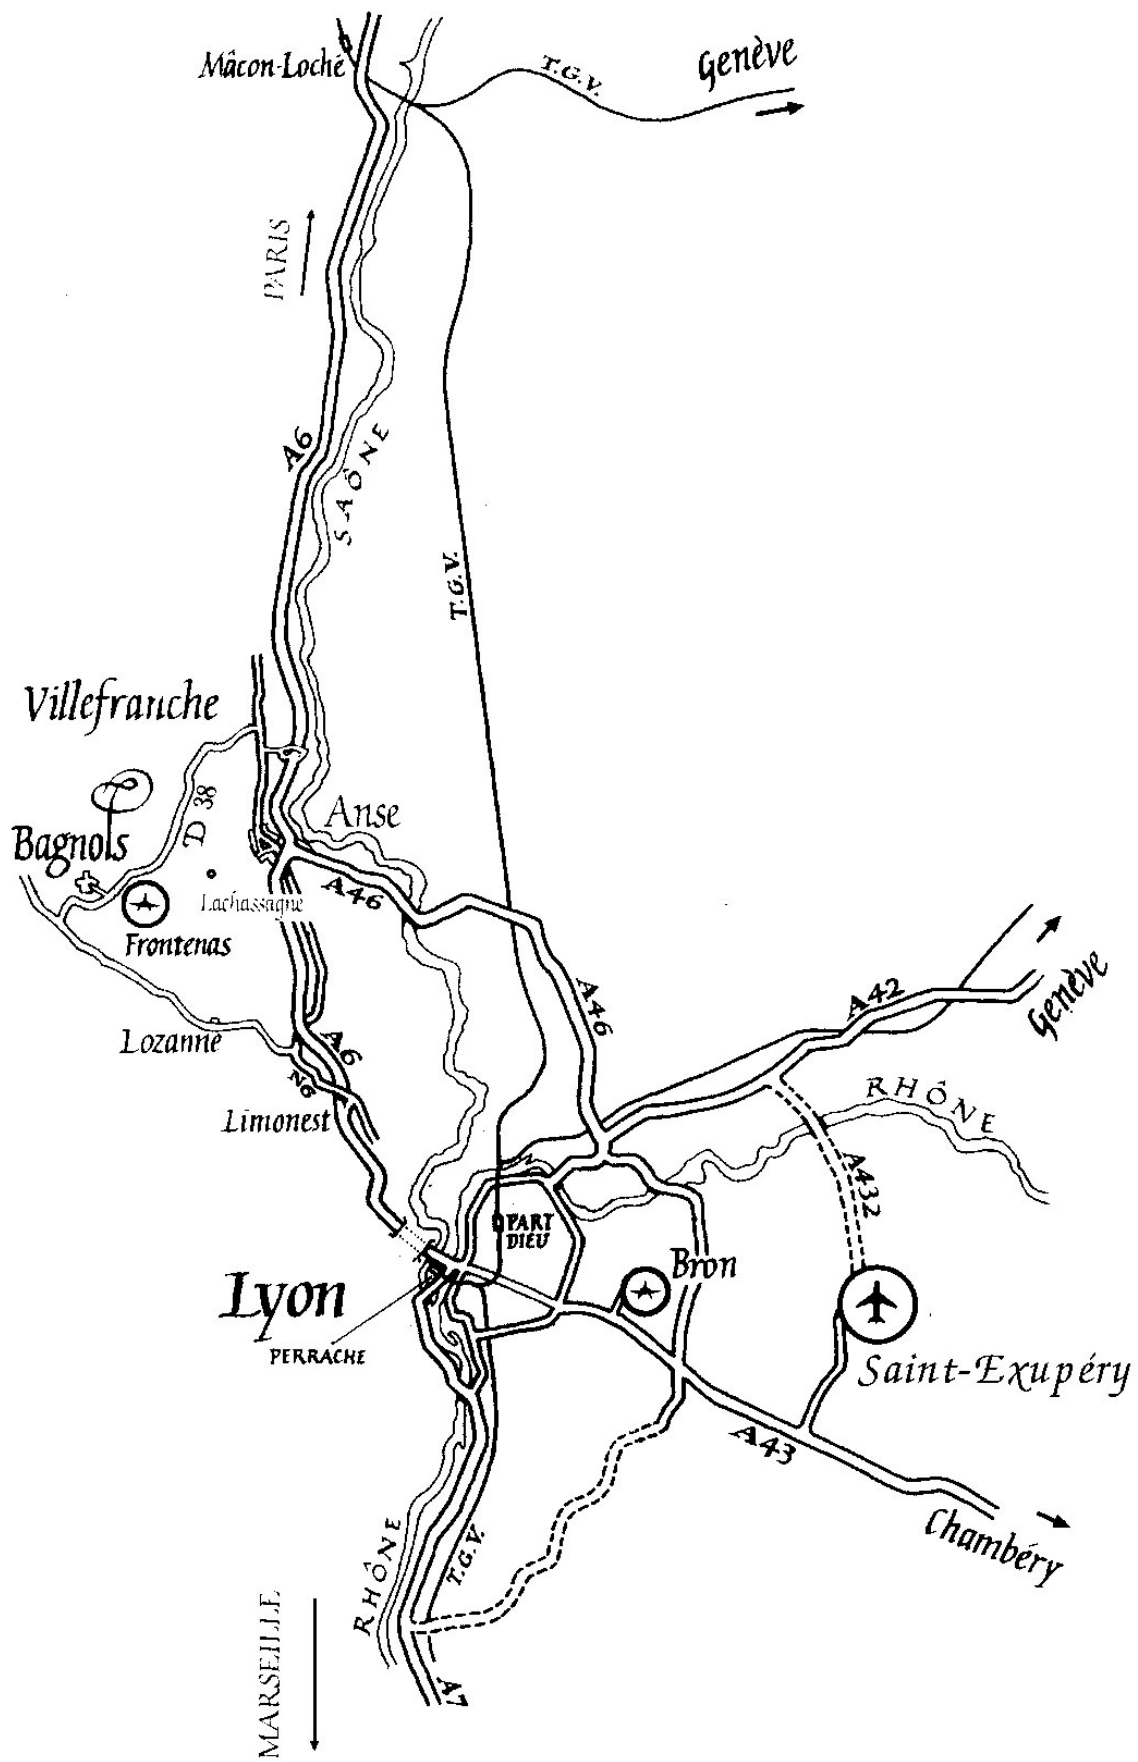 Mâcon-Loché
T.G.V.
Genève
PARIS
A6
SAÔNE
T.G.V.
Villefranche
D 38
Anse
Bagnols
A46
Lachassagne
Frontenas
A46
A42
Genève
Lozanne
A6
N6
Limonest
RHÔNE
A432
PART
DIEU
Bron
Lyon
PERRACHE
Saint-Exupéry
A43
Chambéry
RHÔNE
T.G.V.
MARSEILLE
A7